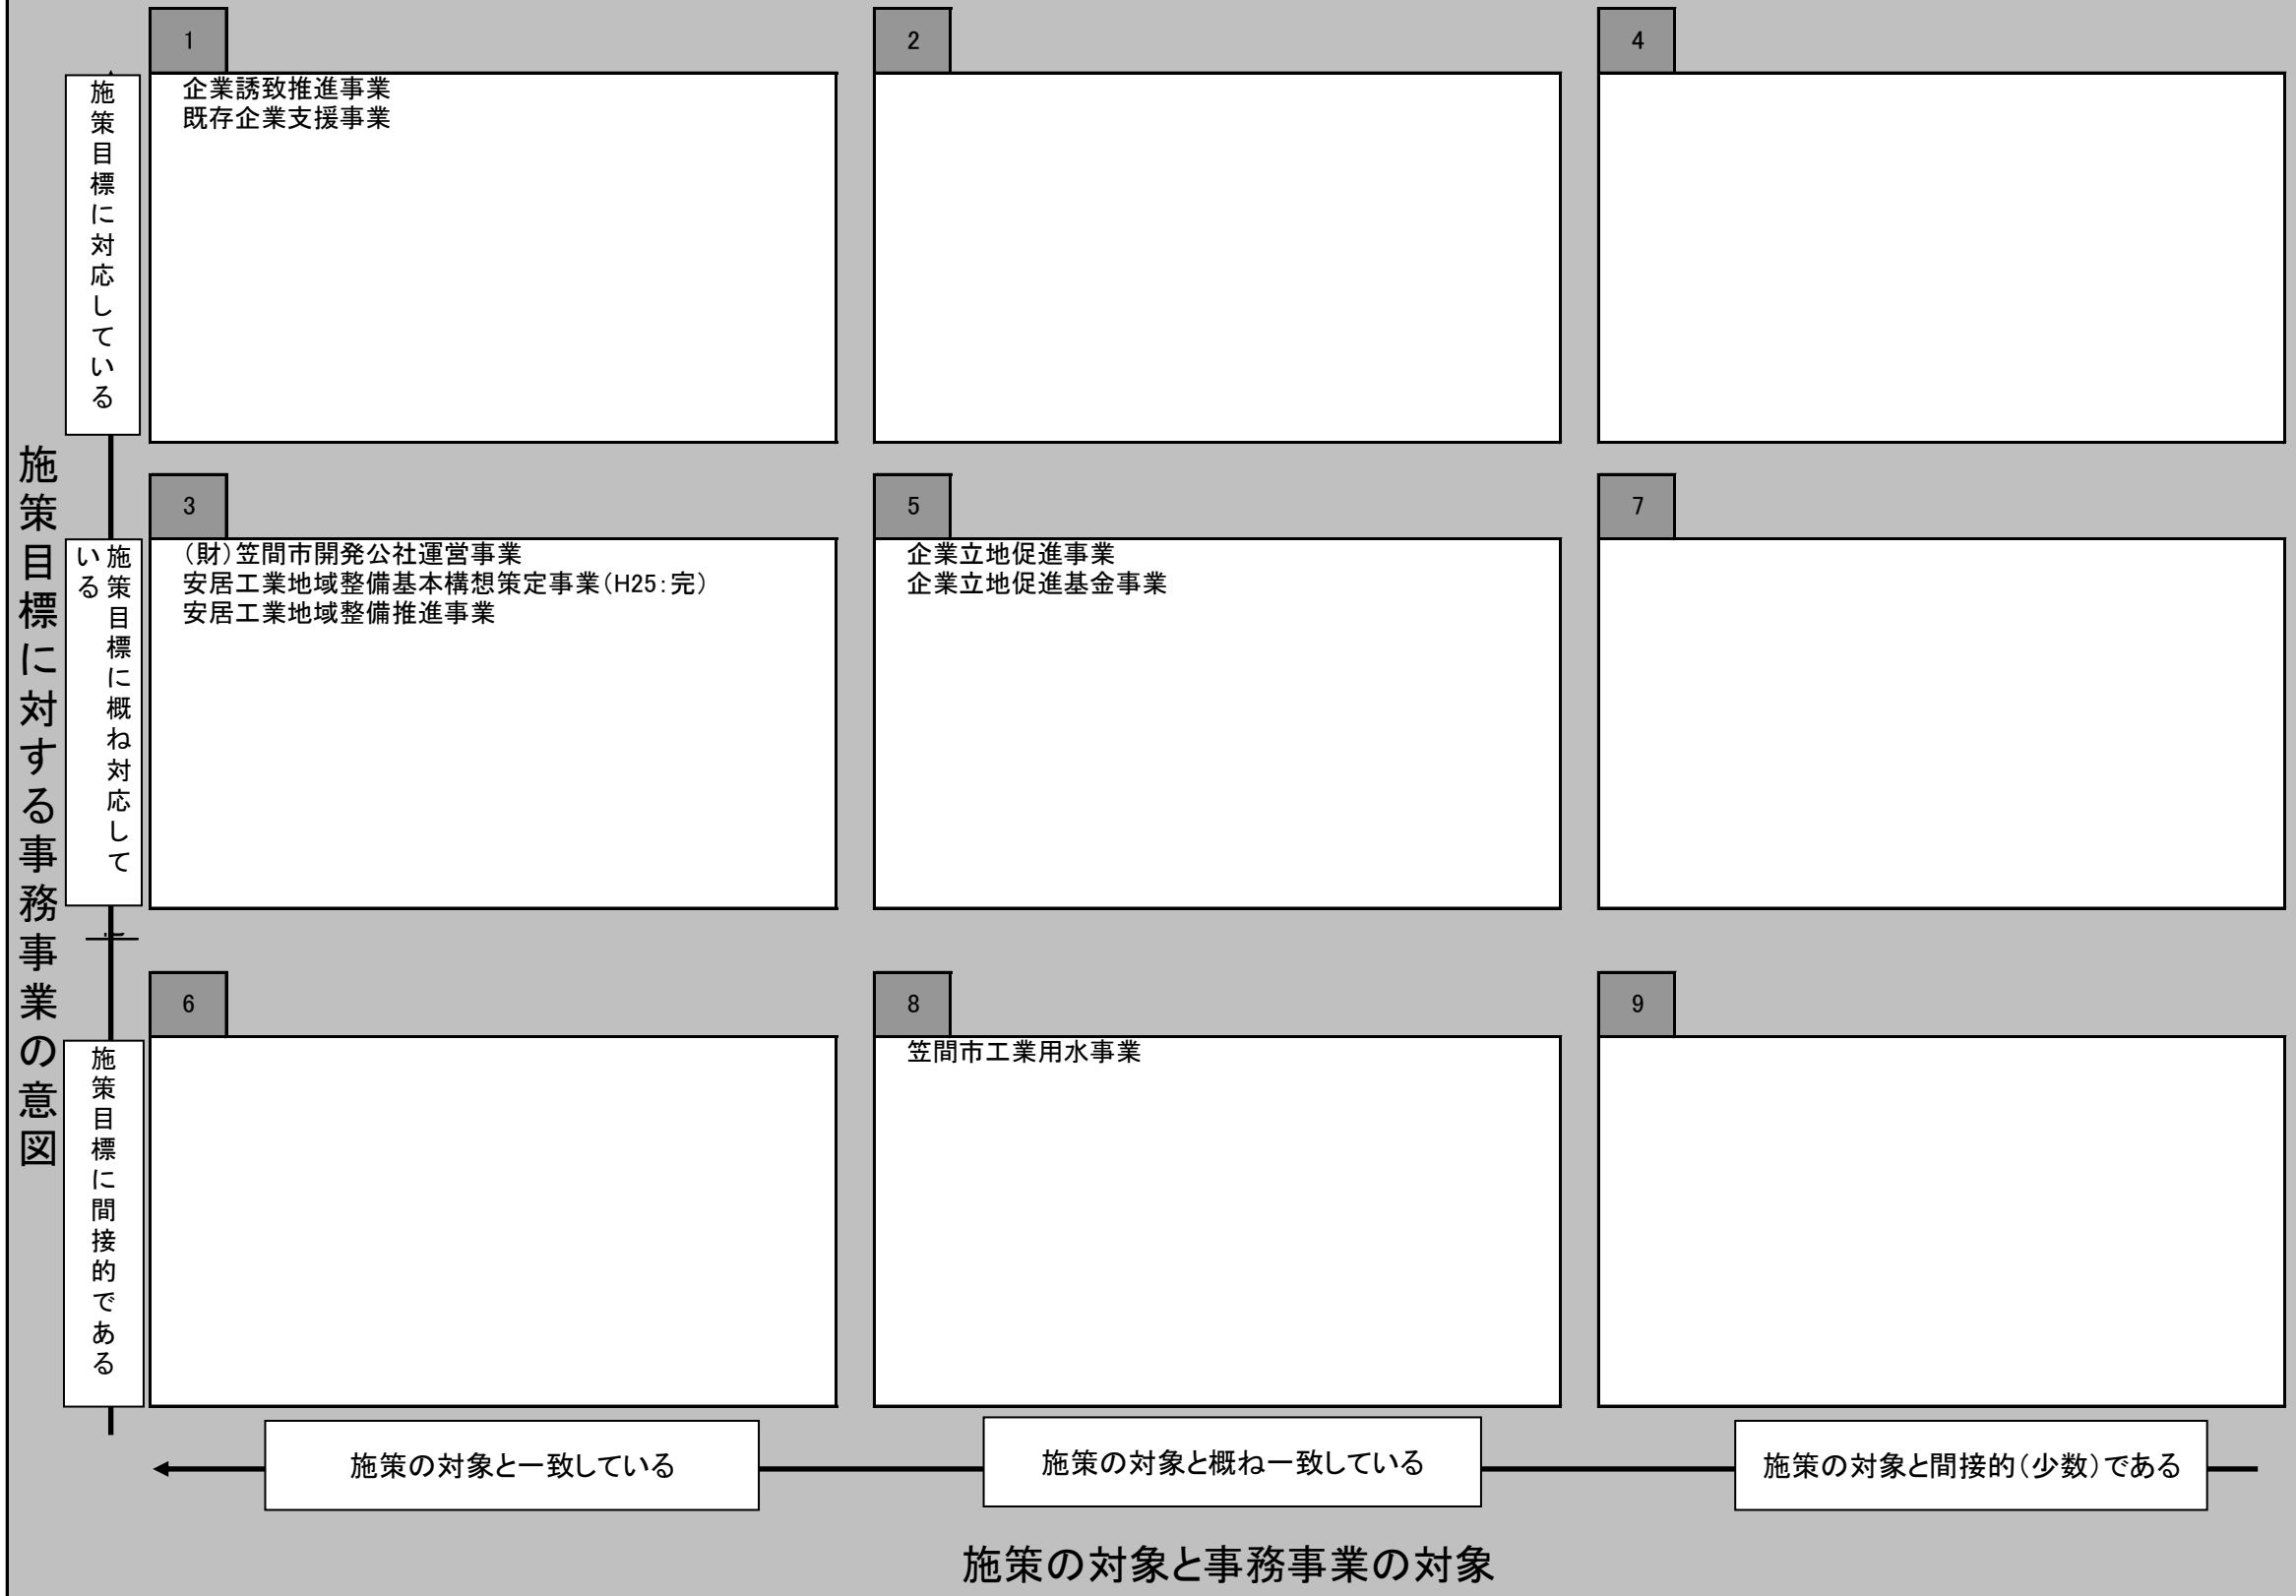 施策目標に対する事務事業の意図
施策目標に対応している
施策目標に概ね対応して
いる
施策目標に間接的である
1
企業誘致推進事業
既存企業支援事業
2
4
3
（財）笠間市開発公社運営事業
安居工業地域整備基本構想策定事業（H25：完）
安居工業地域整備推進事業
5
企業立地促進事業
企業立地促進基金事業
7
6
8
笠間市工業用水事業
9
施策の対象と一致している
施策の対象と概ね一致している
施策の対象と間接的（少数）である
施策の対象と事務事業の対象